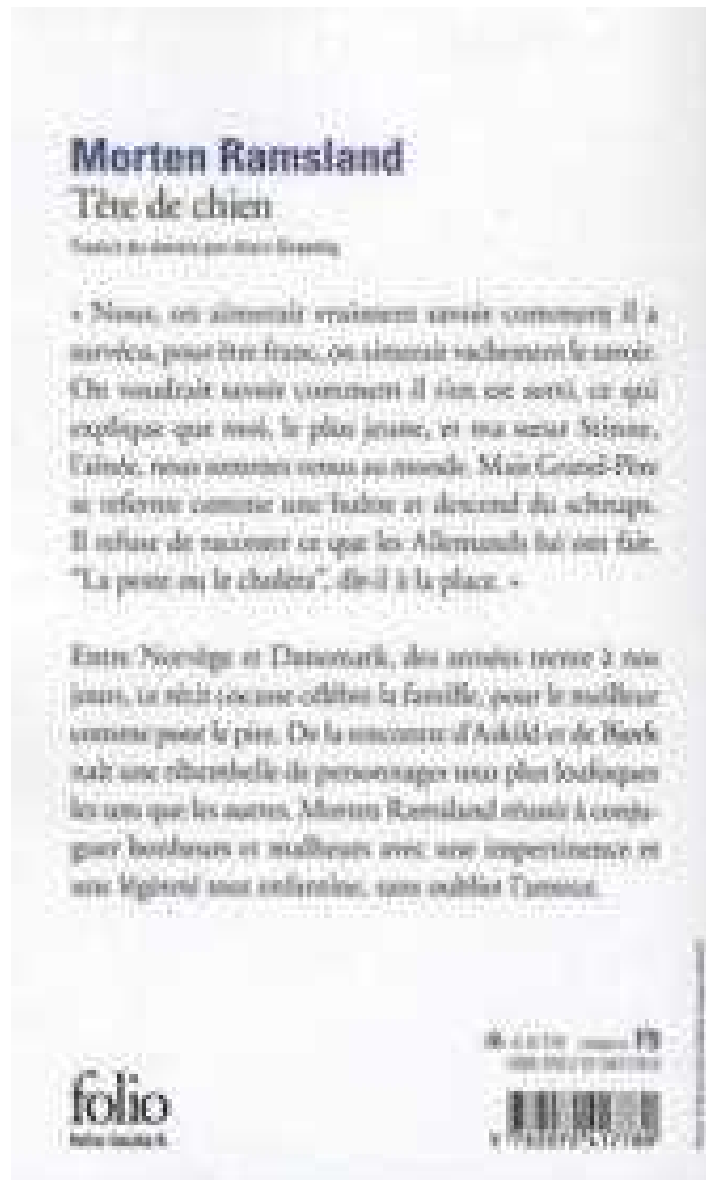 Morten Ramsland
Tête de chien
Traduit du danois par Alain Gnaedig
« Nous, on aimerait vraiment savoir comment il a
survécu, pour être franc, on aimerait vachement le savoir.
On voudrait savoir comment il s'en est sorti, ce qui
explique que moi, le plus jeune, et ma sœur Stinne,
l'aînée, nous sommes venus au monde. Mais Grand-Père
se referme comme une huître et descend du schnaps.
Il refuse de raconter ce que les Allemands lui ont fait.
"La peste ou le choléra", dit-il à la place. »
Entre Norvège et Danemark, des années trente à nos
jours, ce récit cocasse célèbre la famille, pour le meilleur
comme pour le pire. De la rencontre d'Askild et de Bjørk
naît une ribambelle de personnages tous plus loufoques
les uns que les autres. Morten Ramsland réussit à conju-
guer bonheurs et malheurs avec une impertinence et
une légèreté tout enfantine, sans oublier l'amour.
folio